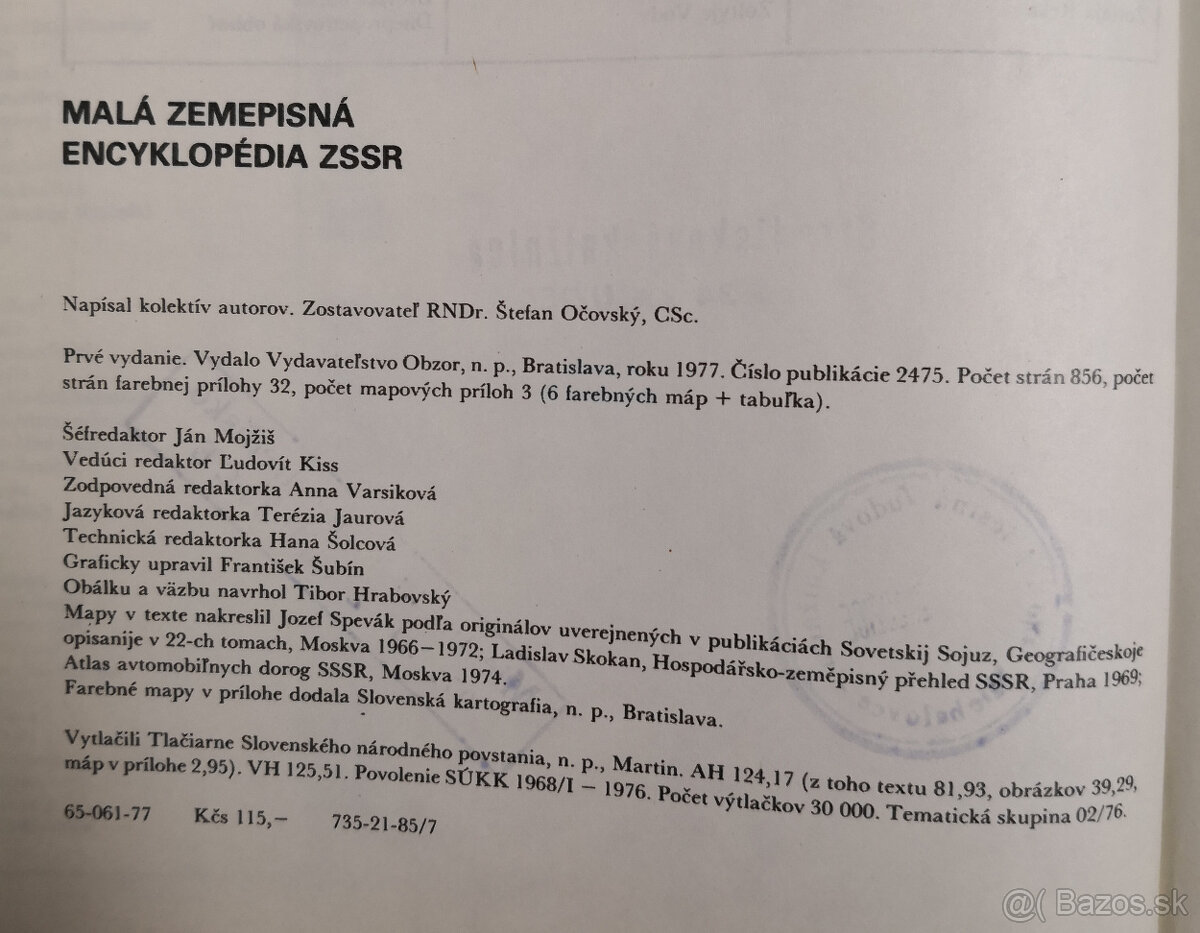 MALÁ ZEMEPISNÁ
ENCYKLOPÉDIA ZSSR
Napísal kolektív autorov. Zostavovateľ RNDr. Štefan Očovský, CSc.
Prvé vydanie. Vydalo Vydavateľstvo Obzor, n. p., Bratislava, roku 1977. Číslo publikácie 2475. Počet strán 856, počet
strán farebnej prílohy 32, počet mapových príloh 3 (6 farebných máp + tabuľka).
Šéfredaktor Ján Mojžiš
Vedúci redaktor Ľudovít Kiss
Zodpovedná redaktorka Anna Varsiková
Jazyková redaktorka Terézia Jaurová
Technická redaktorka Hana Šolcová
Graficky upravil František Šubín
Obálku a väzbu navrhol Tibor Hrabovský
Mapy v texte nakreslil Jozef Spevák podľa originálov uverejnených v publikáciách Sovetskij Sojuz, Geografičeskoje
opisanije v 22-ch tomach, Moskva 1966–1972; Ladislav Skokan, Hospodářsko-zeměpisný přehled SSSR, Praha 1969;
Atlas avtomobiľnych dorog SSSR, Moskva 1974.
Farebné mapy v prílohe dodala Slovenská kartografia, n. p., Bratislava.
Vytlačili Tlačiarne Slovenského národného povstania, n. p., Martin. AH 124,17 (z toho textu 81,93, obrázkov 39,29,
máp v prílohe 2,95). VH 125,51. Povolenie SÚKK 1968/I – 1976. Počet výtlačkov 30 000. Tematická skupina 02/76.
65-061-77 Kčs 115,– 735-21-85/7
@( Bazos.sk